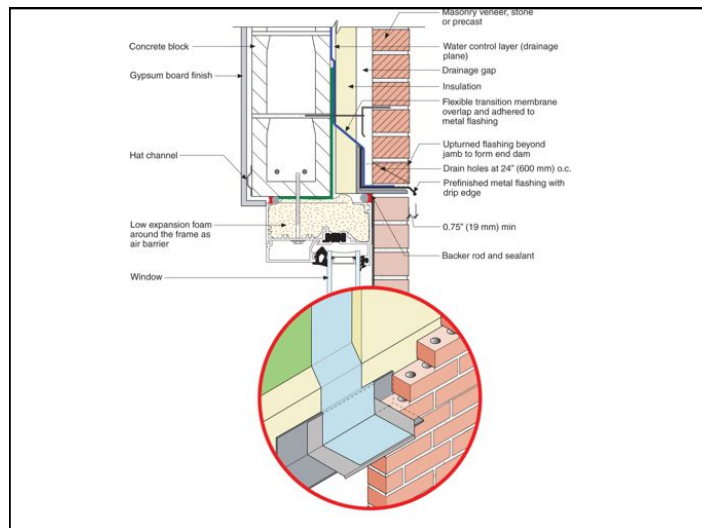 Masonry veneer, stone
or precast
Concrete block
Water control layer (drainage
plane)
Gypsum board finish
Drainage gap
Insulation
Flexible transition membrane
overlap and adhered to
metal flashing
Upturned flashing beyond
jamb to form end dam
Hat channel
Drain holes at 24" (600 mm) o.c.
Prefinished metal flashing with
drip edge
Low expansion foam
around the frame as
air barrier
0.75" (19 mm) min
Backer rod and sealant
Window